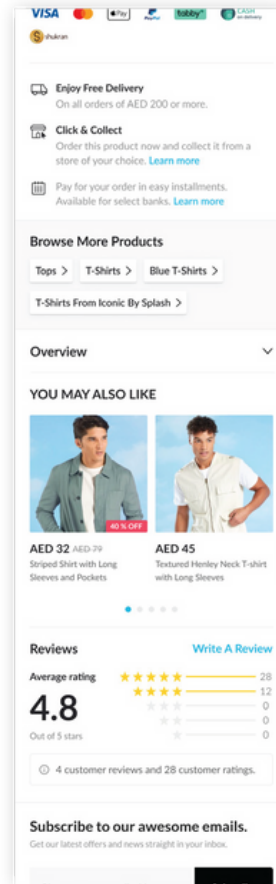 VISA
Pay
PayPal
tabby
CASH
on delivery
shukran
Enjoy Free Delivery
On all orders of AED 200 or more.
Click & Collect
Order this product now and collect it from a
store of your choice. Learn more
Pay for your order in easy installments.
Available for select banks. Learn more
Browse More Products
Tops >
T-Shirts >
Blue T-Shirts >
T-Shirts From Iconic By Splash >
Overview
YOU MAY ALSO LIKE
40 % OFF
AED 32 AED 79
Striped Shirt with Long
Sleeves and Pockets
AED 45
Textured Henley Neck T-shirt
with Long Sleeves
Reviews
Write A Review
Average rating
4.8
Out of 5 stars
28
12
0
0
0
4 customer reviews and 28 customer ratings.
Subscribe to our awesome emails.
Get our latest offers and news straight in your inbox.